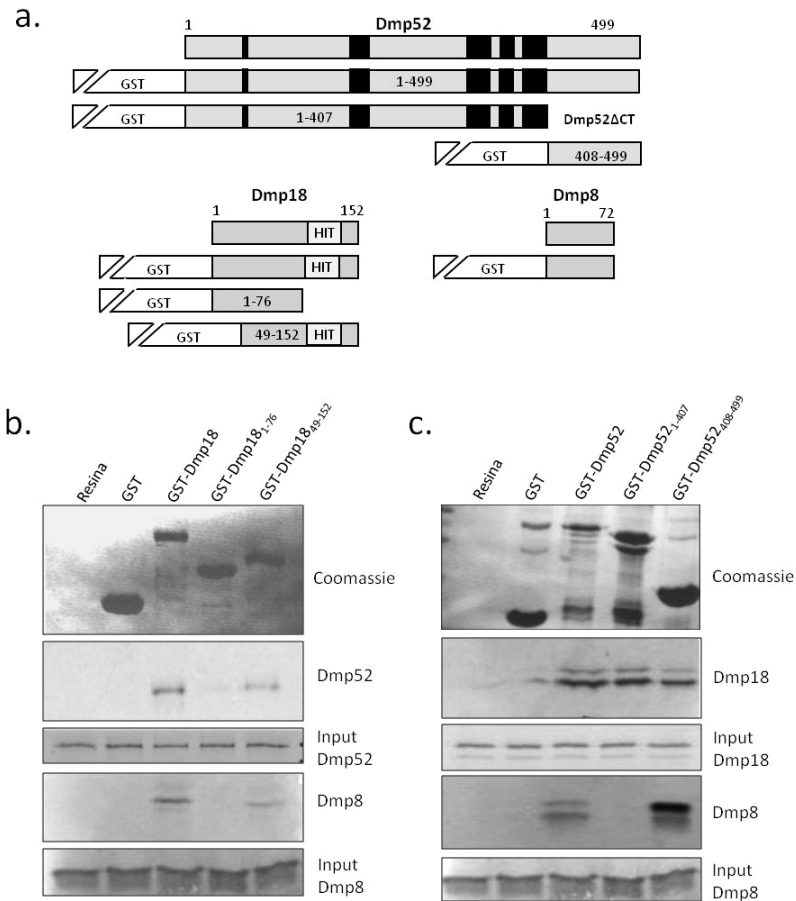 a.
1 Dmp52 499
GST 1-499
GST 1-407 Dmp52ΔCT
GST 408-499
Dmp18
1 152
HIT
GST HIT
GST 1-76
GST 49-152 HIT
Dmp8
1 72
GST
b.
Resina
GST
GST-Dmp18
GST-Dmp18₁₋₇₆
GST-Dmp18₄₉₋₁₅₂
Coomassie
Dmp52
Input
Dmp52
Dmp8
Input
Dmp8
c.
Resina
GST
GST-Dmp52
GST-Dmp52₁₋₄₀₇
GST-Dmp52₄₀₈₋₄₉₉
Coomassie
Dmp18
Input
Dmp18
Dmp8
Input
Dmp8